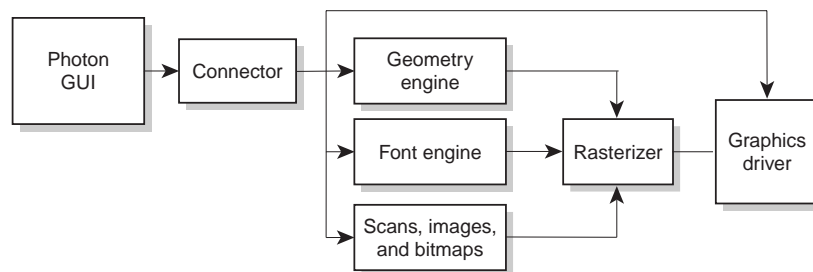 Photon
GUI
Connector
Geometry
engine
Font engine
Scans, images,
and bitmaps
Rasterizer
Graphics
driver